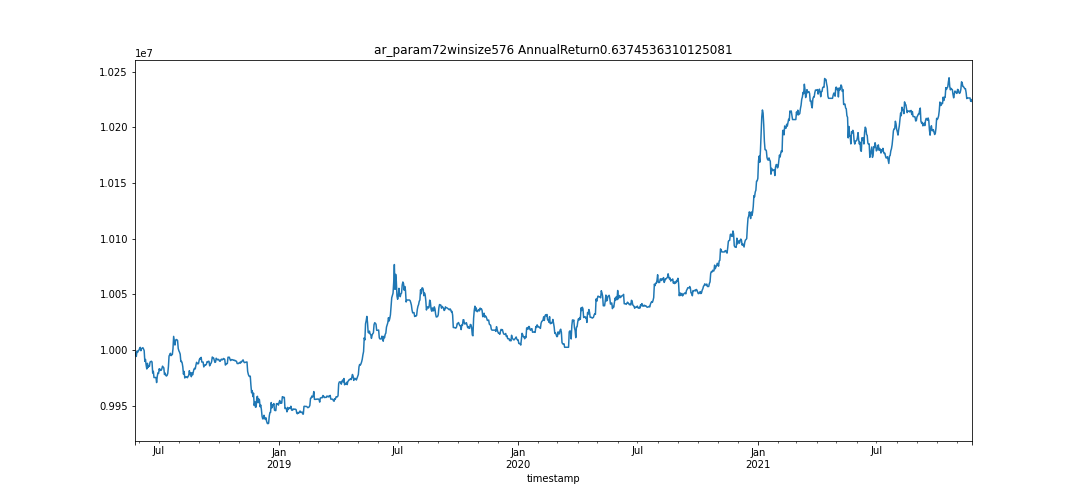 ar_param72winsize576 AnnualReturn0.6374536310125081
1e7
1.025
1.020
1.015
1.010
1.005
1.000
0.995
Jul Jan Jul Jan Jul Jan Jul
2019 2020 2021
timestamp